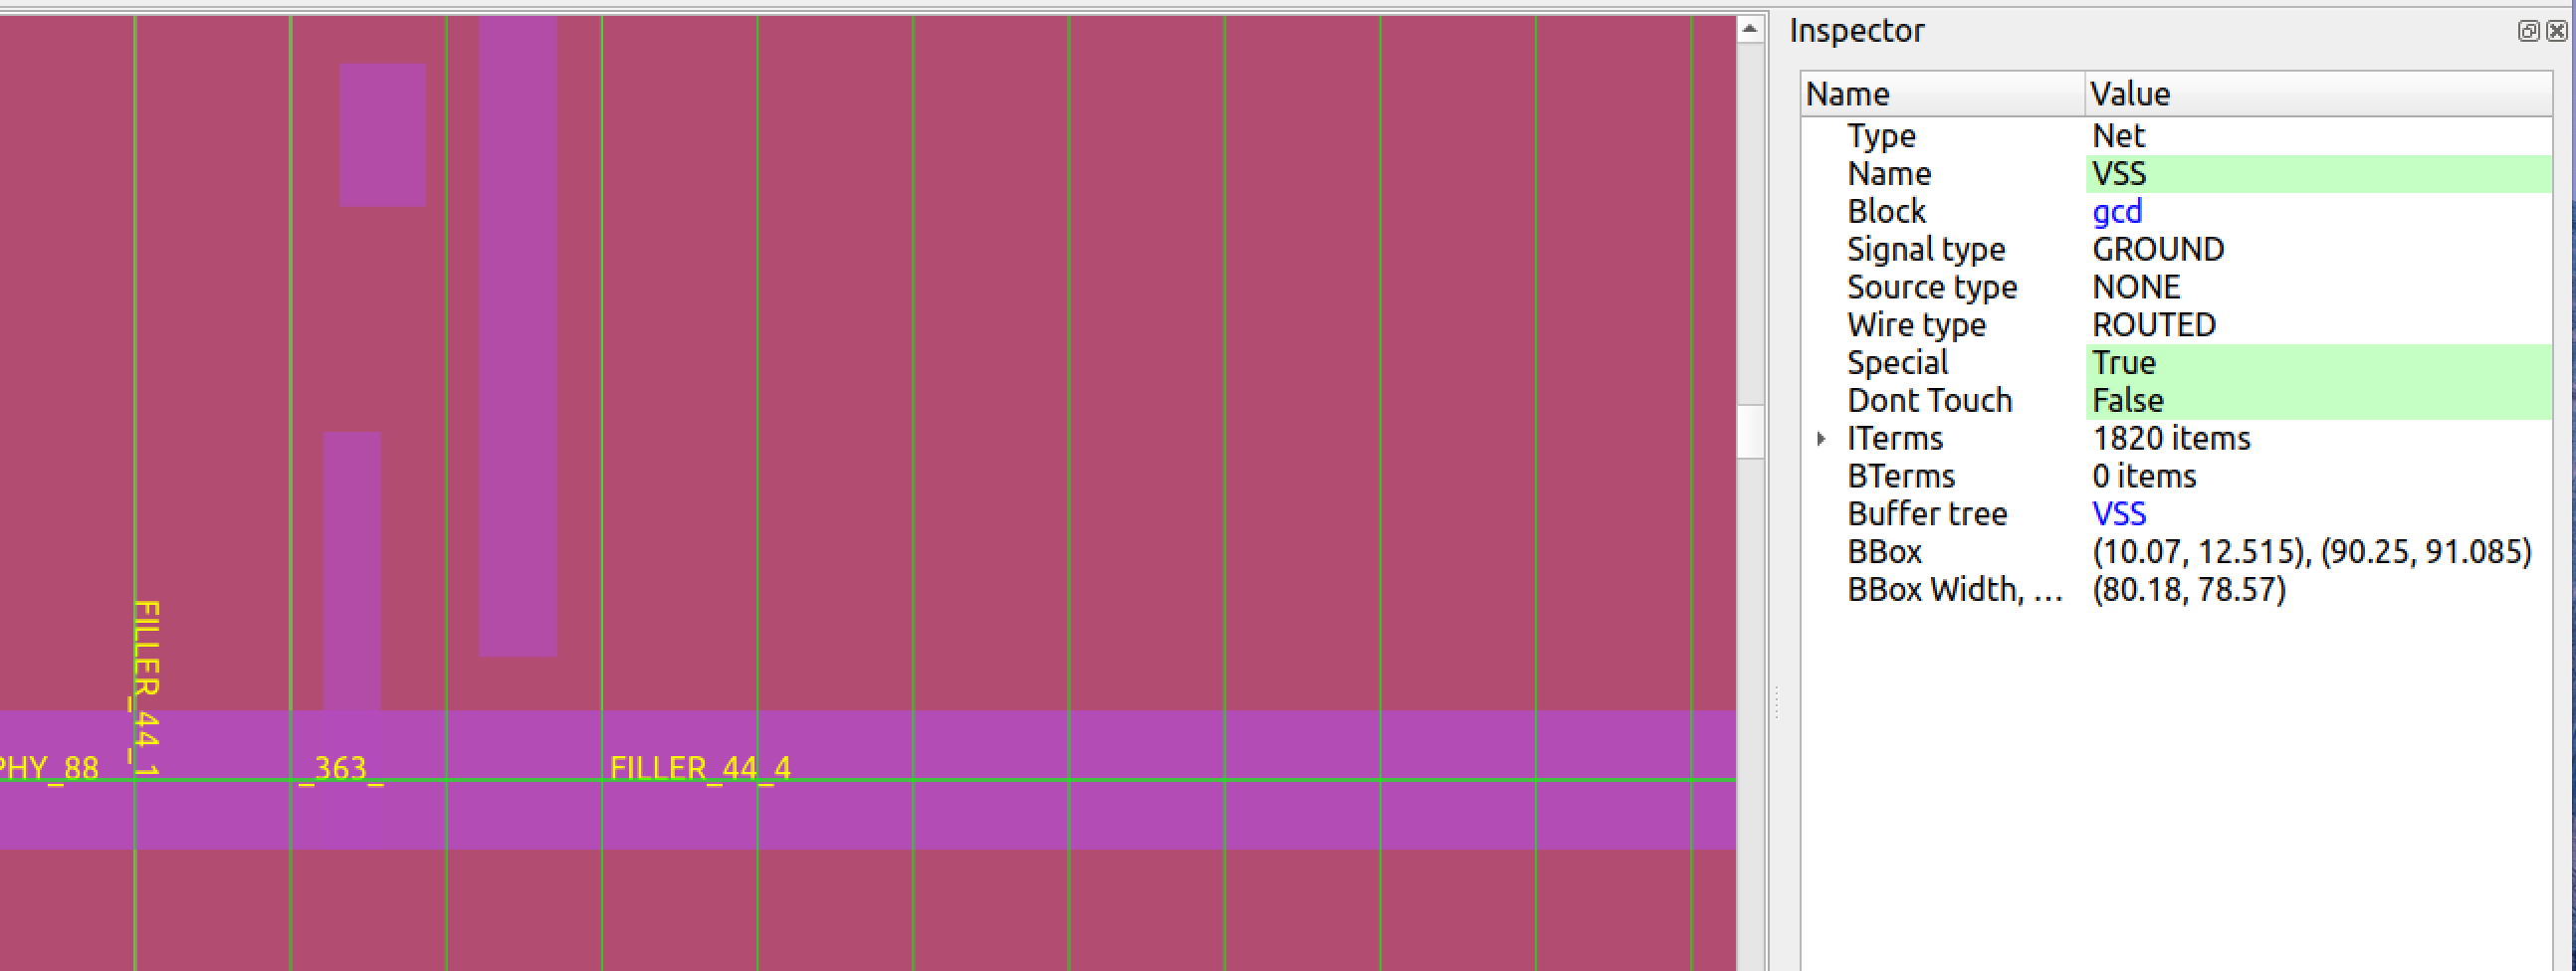 FILLER_44_1
PHY_88
_363_
FILLER_44_4
Inspector
Name Value
Type Net
Name VSS
Block gcd
Signal type GROUND
Source type NONE
Wire type ROUTED
Special True
Dont Touch False
ITerms 1820 items
BTerms 0 items
Buffer tree VSS
BBox (10.07, 12.515), (90.25, 91.085)
BBox Width, ... (80.18, 78.57)